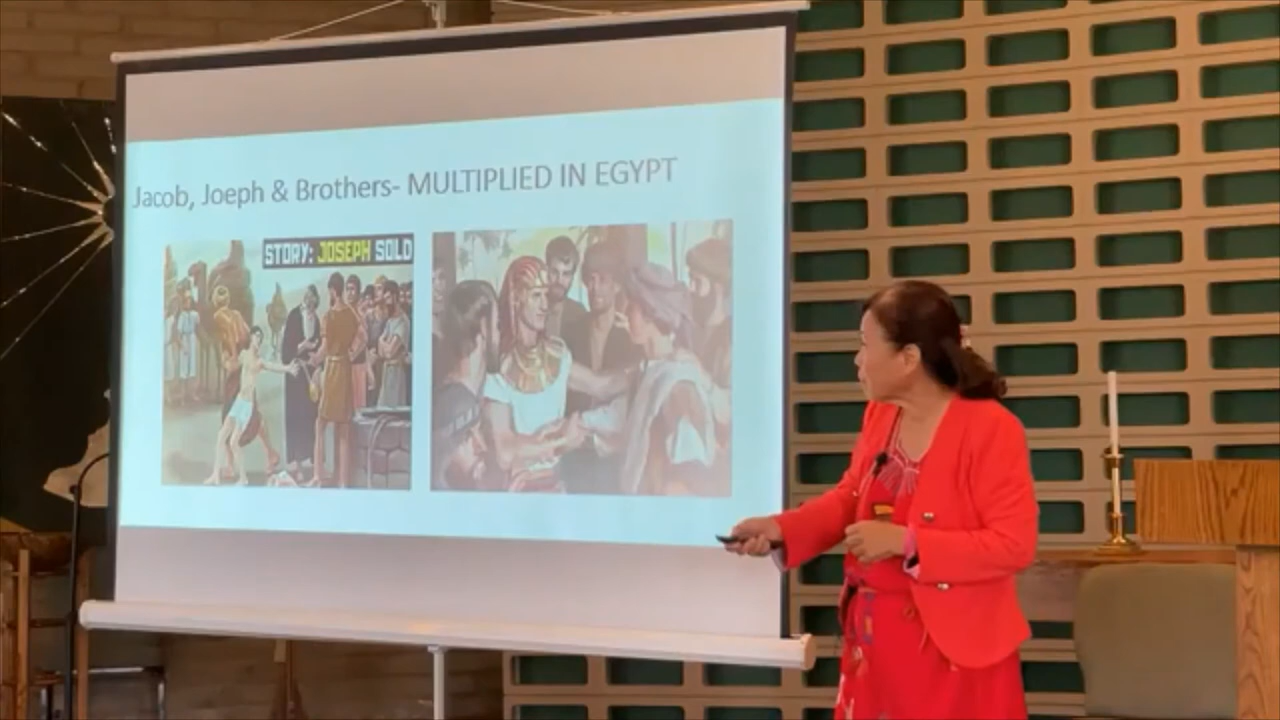 Jacob, Joeph & Brothers- MULTIPLIED IN EGYPT
STORY: JOSEPH SOLD